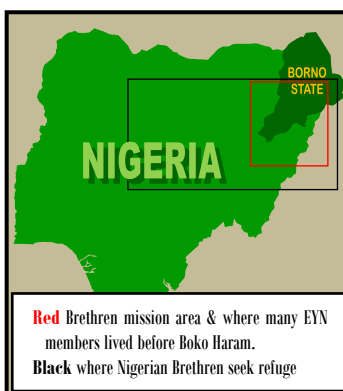 BORNO
STATE
NIGERIA
Red Brethren mission area & where many EYN
members lived before Boko Haram.
Black where Nigerian Brethren seek refuge